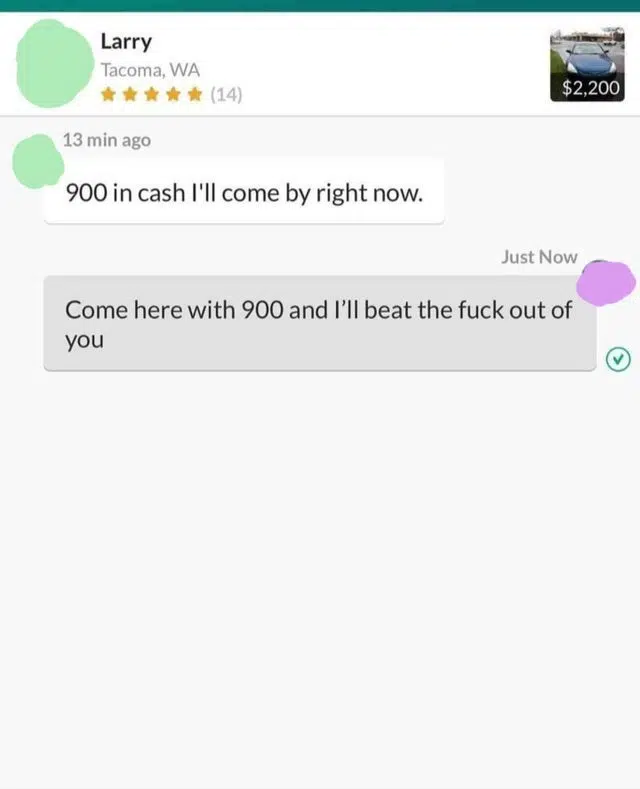 Larry
Tacoma, WA
(14)
$2,200
13 min ago
900 in cash I'll come by right now.
Just Now
Come here with 900 and I’ll beat the fuck out of
you